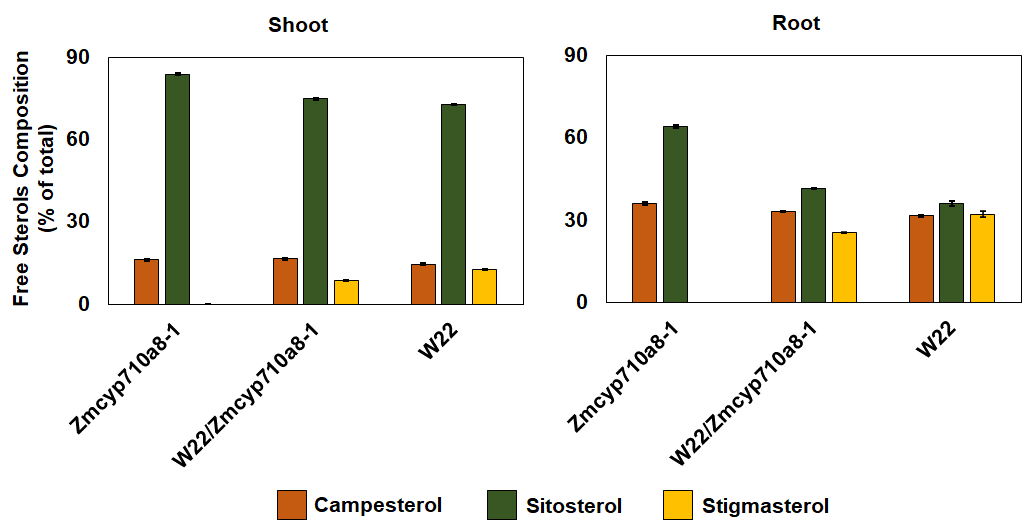 Shoot
Root
Free Sterols Composition
(% of total)
90
60
30
0
90
60
30
0
Zmcyp710a8-1
W22/Zmcyp710a8-1
W22
Zmcyp710a8-1
W22/Zmcyp710a8-1
W22
Campesterol
Sitosterol
Stigmasterol